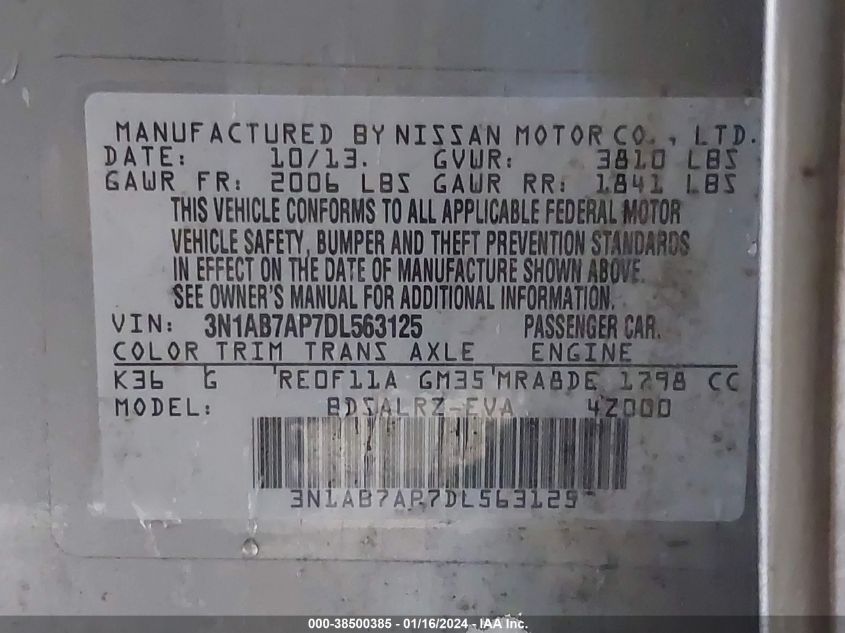 MANUFACTURED BY NISSAN MOTOR CO., LTD.
DATE: 10/13. GVWR: 3810 LBS
GAWR FR: 2006 LBS GAWR RR: 1841 LBS
THIS VEHICLE CONFORMS TO ALL APPLICABLE FEDERAL MOTOR
VEHICLE SAFETY, BUMPER AND THEFT PREVENTION STANDARDS
IN EFFECT ON THE DATE OF MANUFACTURE SHOWN ABOVE.
SEE OWNER'S MANUAL FOR ADDITIONAL INFORMATION.
VIN: 3N1AB7AP7DL563125 PASSENGER CAR.
COLOR TRIM TRANS AXLE ENGINE
K36 G RE0F11A GM35 MRA8DE 1798 CC
MODEL: BDSALRZ-EVA 4Z000
3N1AB7AP7DL563125
000-38500385 - 01/16/2024 - IAA Inc.